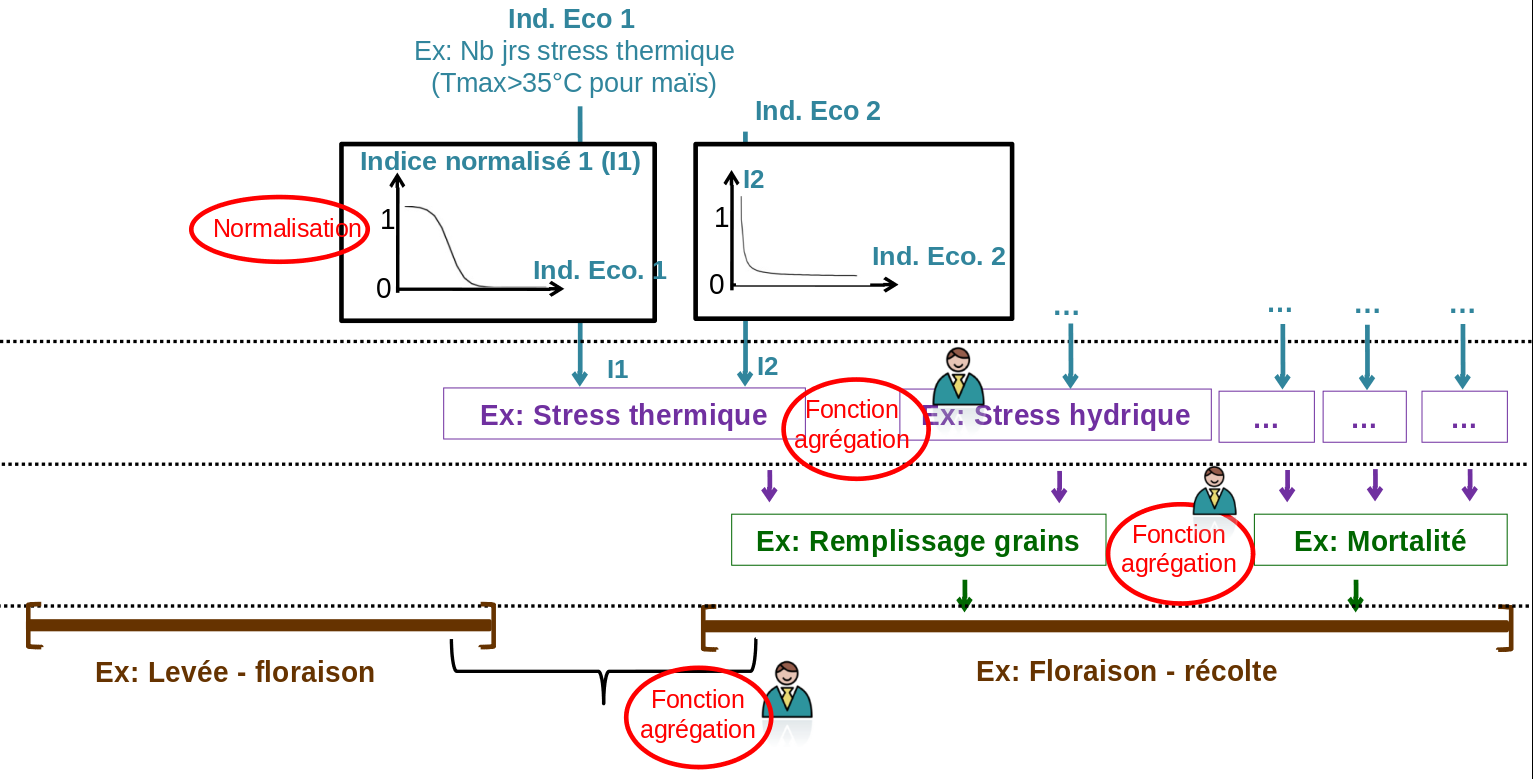 Ind. Eco 1
Ex: Nb jrs stress thermique
(Tmax>35°C pour maïs)
Ind. Eco 2
Indice normalisé 1 (I1)
1
0
Ind. Eco. 1
Normalisation
I2
1
0
Ind. Eco. 2
...
...
...
...
I1
I2
Ex: Stress thermique
Fonction
agrégation
Ex: Stress hydrique
...
...
...
Ex: Remplissage grains
Fonction
agrégation
Ex: Mortalité
Ex: Levée - floraison
Fonction
agrégation
Ex: Floraison - récolte